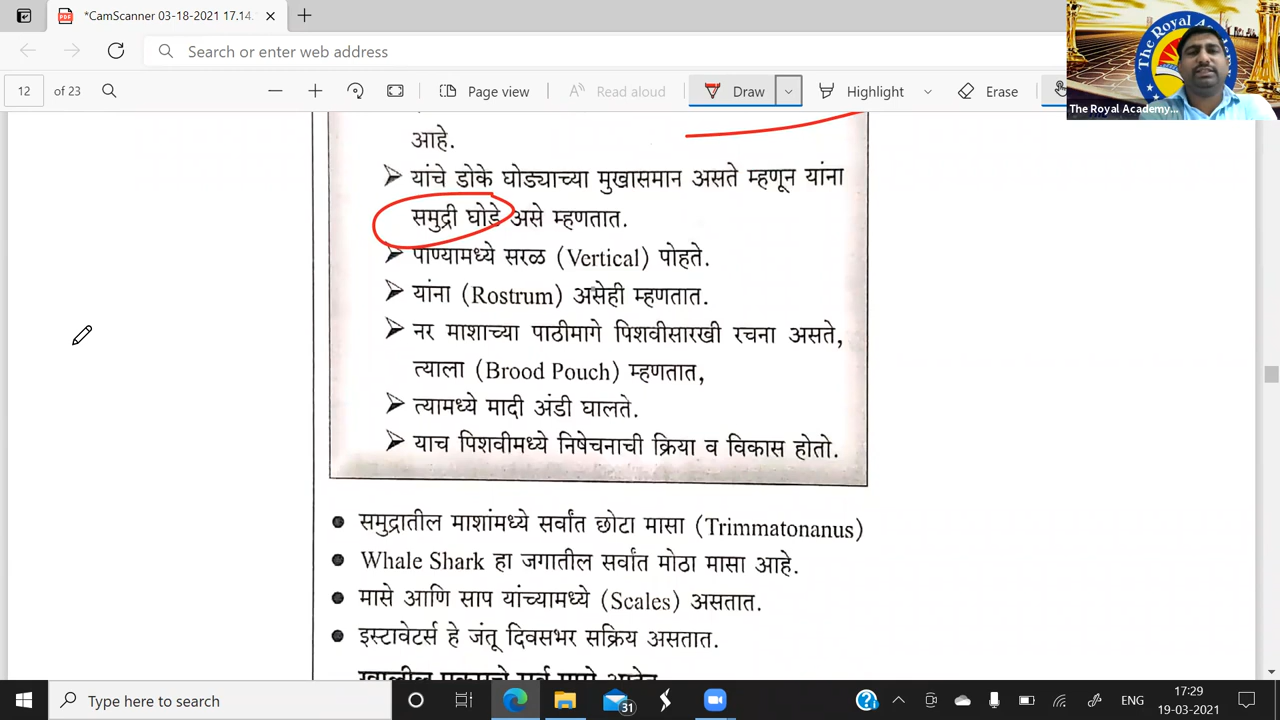 *CamScanner 03-18-2021 17.14.
Search or enter web address
12 of 23
Page view
Read aloud
Draw
Highlight
Erase
The Royal Academy
The Royal Academy...
आहे.
यांचे डोके घोड्याच्या मुखासमान असते म्हणून यांना
समुद्री घोडे असे म्हणतात.
पाण्यामध्ये सरळ (Vertical) पोहते.
यांना (Rostrum) असेही म्हणतात.
नर माशाच्या पाठीमागे पिशवीसारखी रचना असते,
त्याला (Brood Pouch) म्हणतात,
त्यामध्ये मादी अंडी घालते.
याच पिशवीमध्ये निषेचनाची क्रिया व विकास होतो.
समुद्रातील माशांमध्ये सर्वांत छोटा मासा (Trimmatonanus)
Whale Shark हा जगातील सर्वांत मोठा मासा आहे.
मासे आणि साप यांच्यामध्ये (Scales) असतात.
इस्टावेटर्स हे जंतू दिवसभर सक्रिय असतात.
Type here to search
31
ENG
17:29
19-03-2021